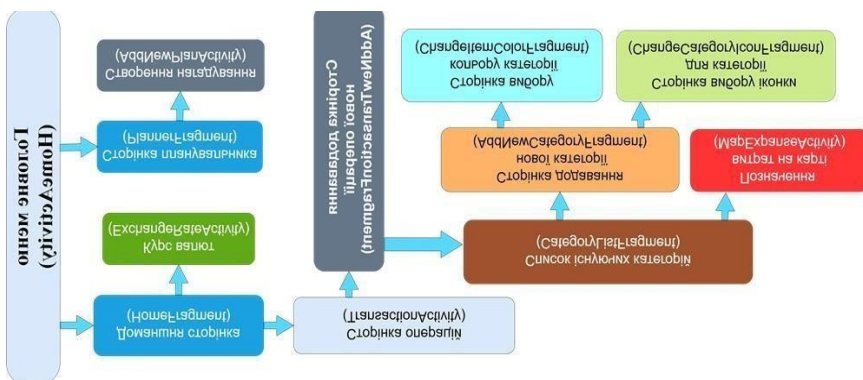 Головне меню
(HomeActivity)
Домашня сторінка
(HomeFragment)
Сторінка операцій
(TransactionActivity)
Курс валют
(ExchangeRateActivity)
Список існуючих категорій
(CategoryListFragment)
Сторінка додавання
нової операції
(AddNewTransactionFragment)
Сторінка планувальника
(PlannerFragment)
Сторінка додавання
нової категорії
(AddNewCategoryFragment)
Позначення
витрат на карті
(MapExpanseActivity)
Створення нагадування
(AddNewPlanActivity)
Сторінка вибору
кольору категорії
(ChangeItemColorFragment)
Сторінка вибору іконки
для категорії
(ChangeCategoryIconFragment)